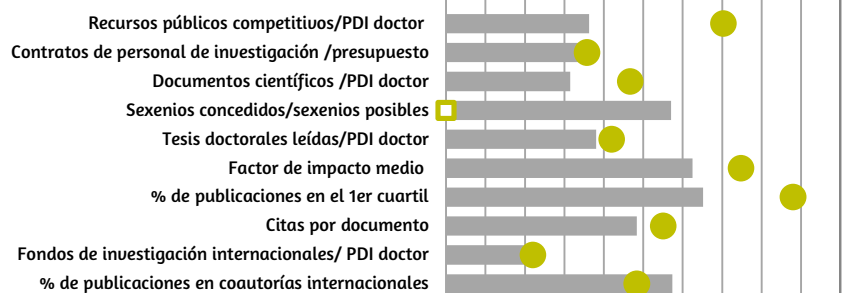 Recursos públicos competitivos/PDI doctor
Contratos de personal de investigación /presupuesto
Documentos científicos /PDI doctor
Sexenios concedidos/sexenios posibles
Tesis doctorales leídas/PDI doctor
Factor de impacto medio
% de publicaciones en el 1er cuartil
Citas por documento
Fondos de investigación internacionales/ PDI doctor
% de publicaciones en coautorías internacionales